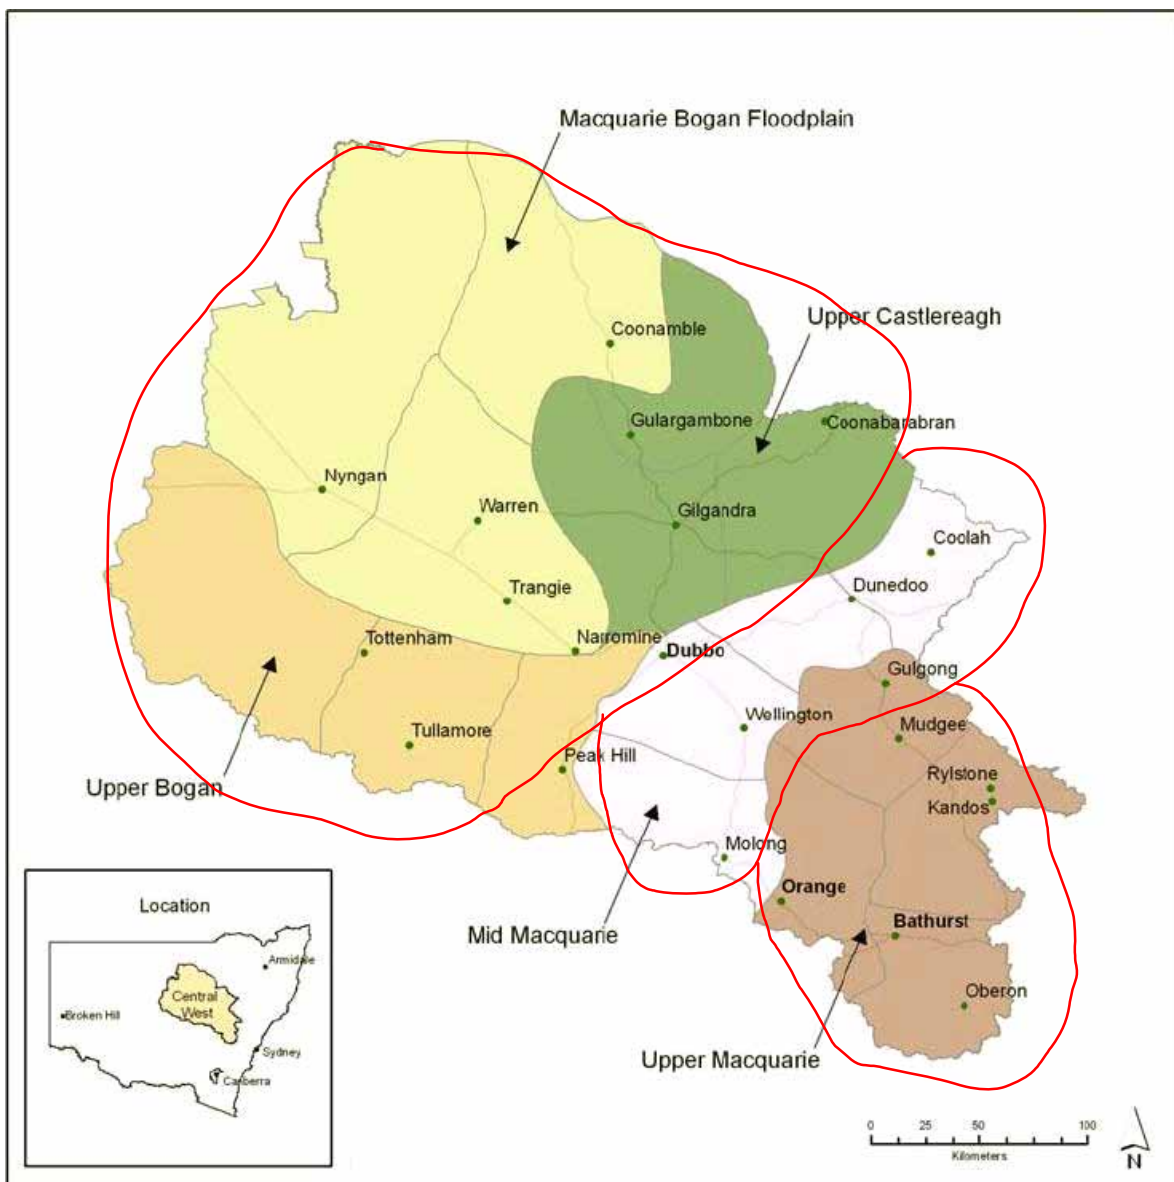 Macquarie Bogan Floodplain
Upper Castlereagh
Coonamble
Gulargambone
Coonabarabran
Nyngan
Warren
Gilgandra
Coolah
Trangie
Dunedoo
Tottenham
Narromine
Dubbo
Gulgong
Wellington
Mudgee
Tullamore
Peak Hill
Rylstone
Upper Bogan
Kandos
Molong
Orange
Location
Bathurst
Mid Macquarie
Armidale
Oberon
Central
West
Broken Hill
Sydney
Upper Macquarie
Canberra
0 25 50 100
Kilometers
N